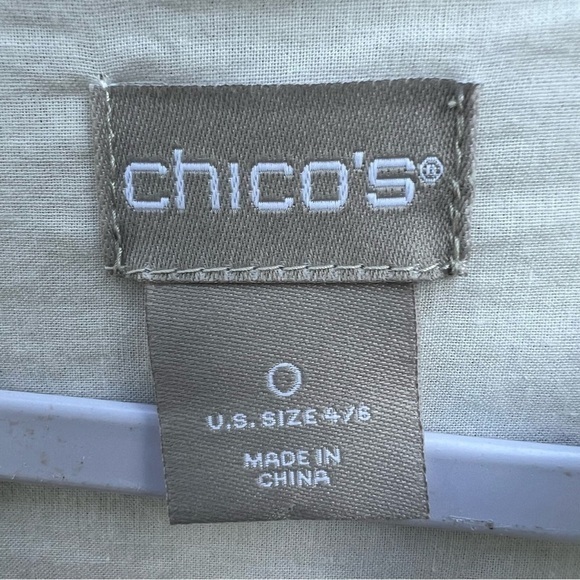 chico's®
0
U.S. SIZE 4/6
MADE IN
CHINA